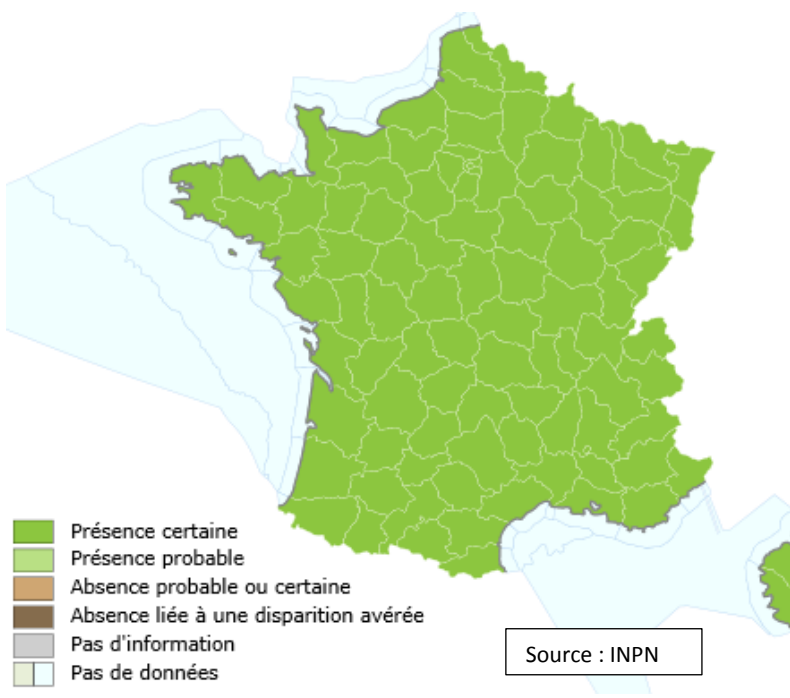 Présence certaine
Présence probable
Absence probable ou certaine
Absence liée à une disparition avérée
Pas d'information
Pas de données
Source : INPN